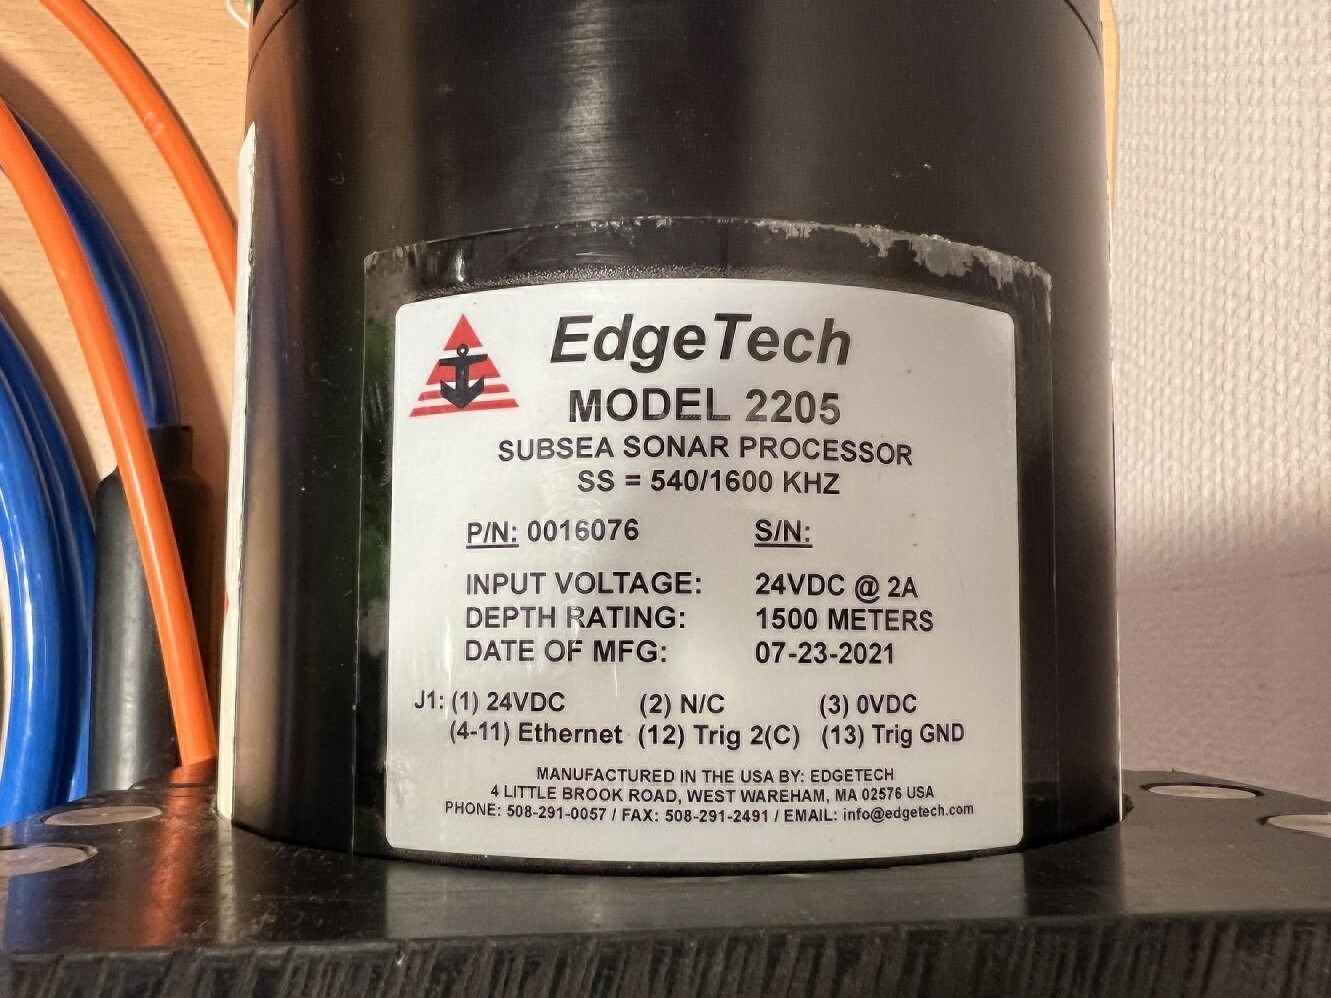 EdgeTech
MODEL 2205
SUBSEA SONAR PROCESSOR
SS = 540/1600 KHZ
P/N: 0016076 S/N:
INPUT VOLTAGE: 24VDC @ 2A
DEPTH RATING: 1500 METERS
DATE OF MFG: 07-23-2021
J1: (1) 24VDC (2) N/C (3) 0VDC
(4-11) Ethernet (12) Trig 2(C) (13) Trig GND
MANUFACTURED IN THE USA BY: EDGETECH
4 LITTLE BROOK ROAD, WEST WAREHAM, MA 02576 USA
PHONE: 508-291-0057 / FAX: 508-291-2491 / EMAIL: info@edgetech.com